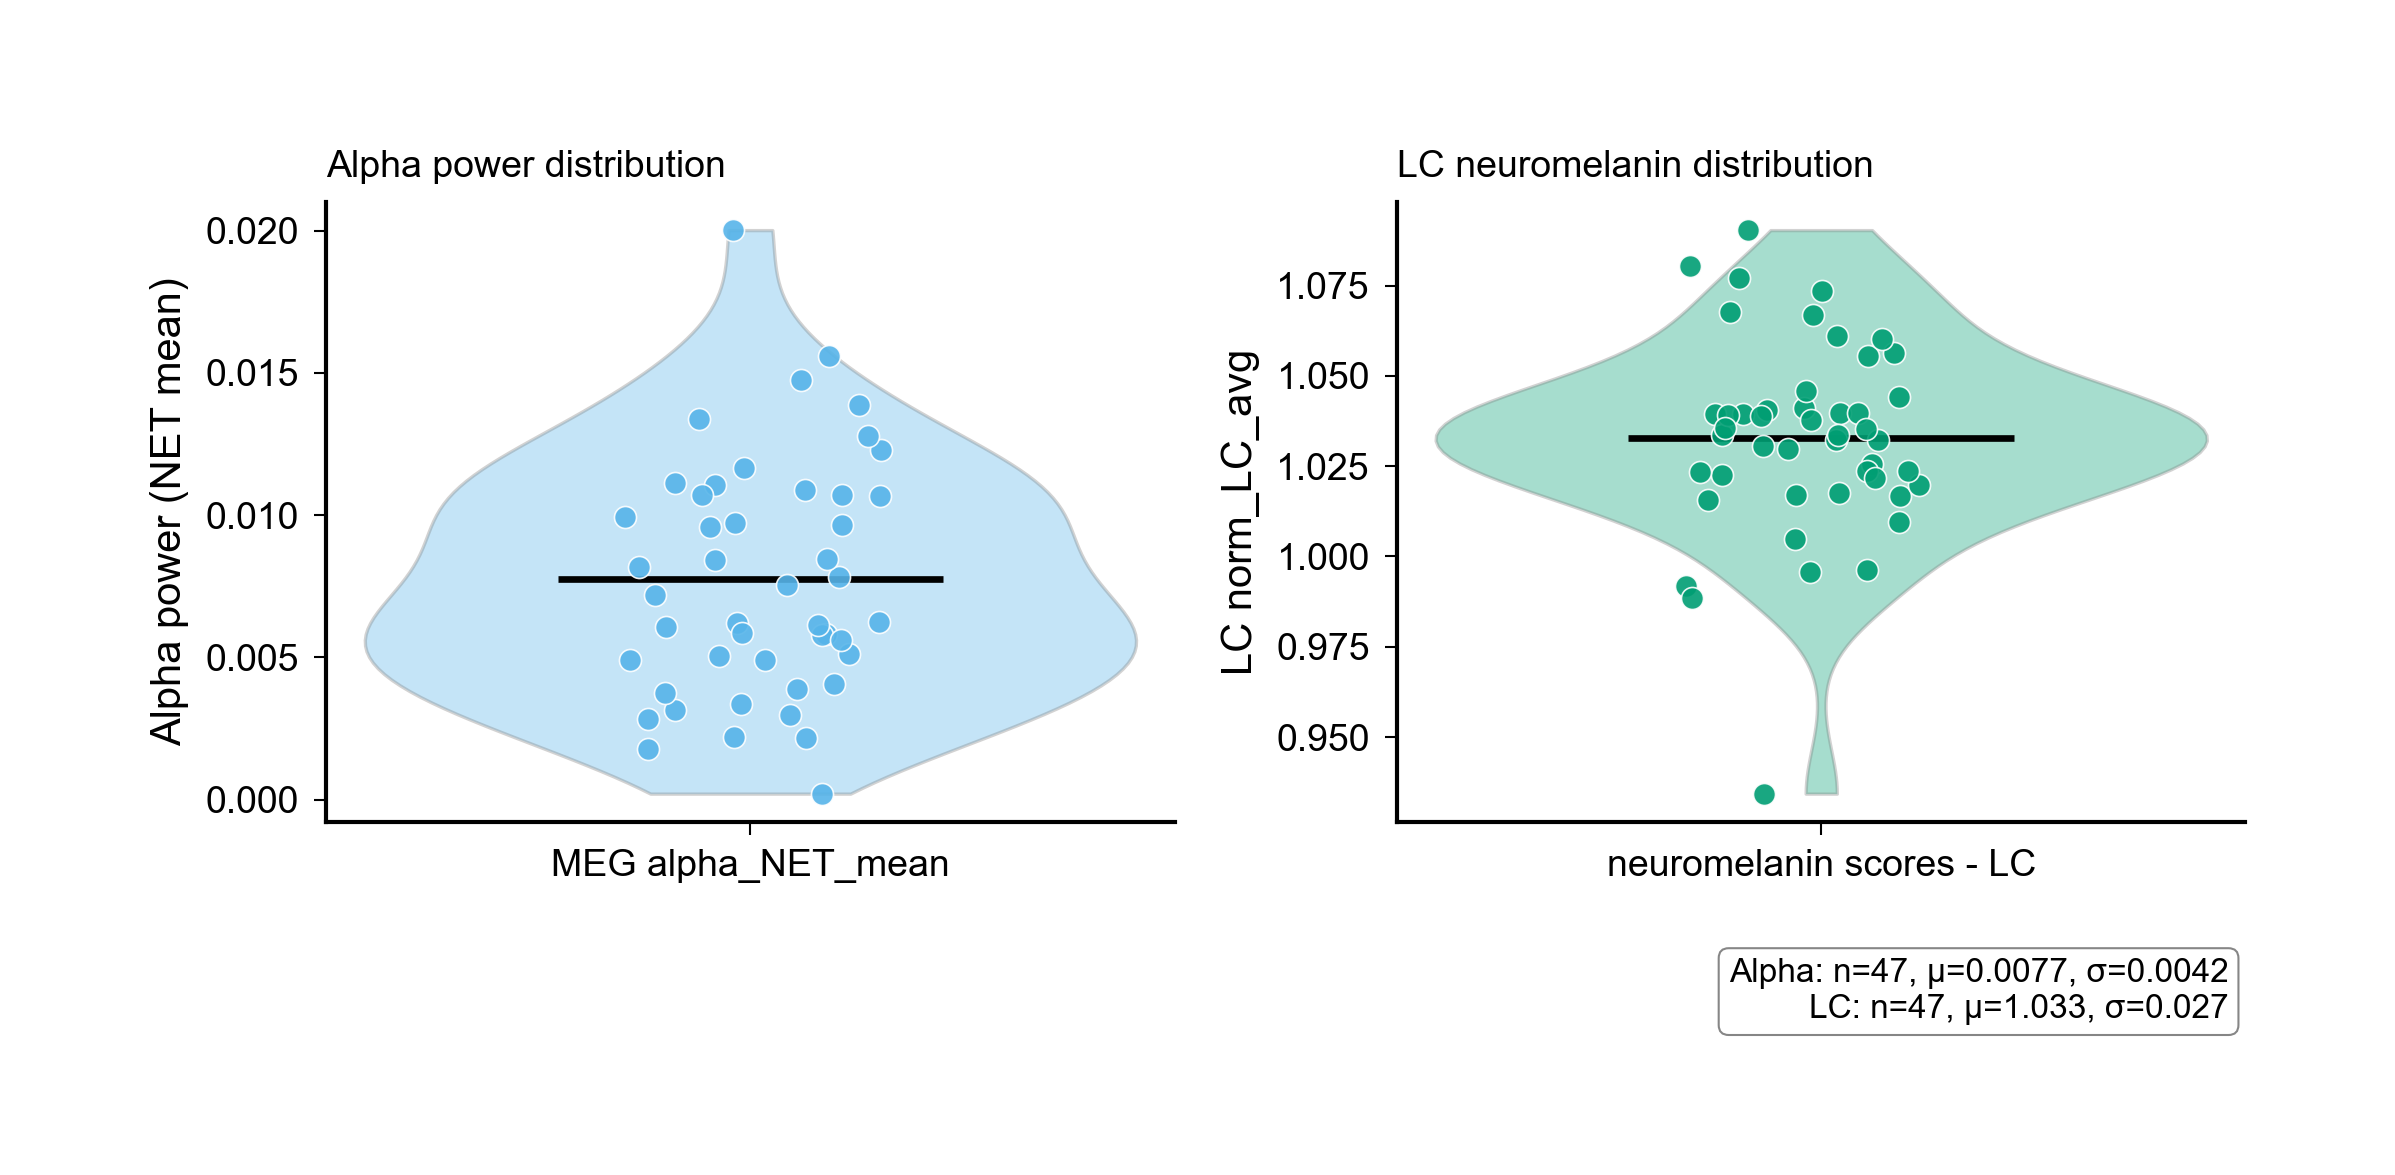 Alpha power distribution
Alpha power (NET mean)
0.020
0.015
0.010
0.005
0.000
MEG alpha_NET_mean
LC neuromelanin distribution
LC norm_LC_avg
1.075
1.050
1.025
1.000
0.975
0.950
neuromelanin scores - LC
Alpha: n=47, μ=0.0077, σ=0.0042
LC: n=47, μ=1.033, σ=0.027